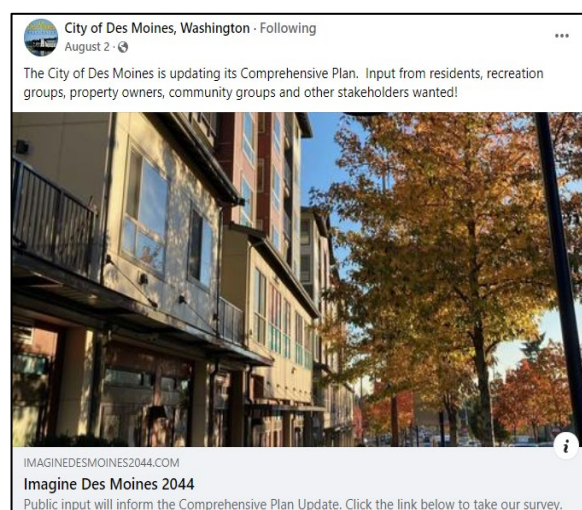 City of Des Moines, Washington · Following
August 2 ·
The City of Des Moines is updating its Comprehensive Plan. Input from residents, recreation
groups, property owners, community groups and other stakeholders wanted!
i
IMAGINEDESMOINES2044.COM
Imagine Des Moines 2044
Public input will inform the Comprehensive Plan Update. Click the link below to take our survey.